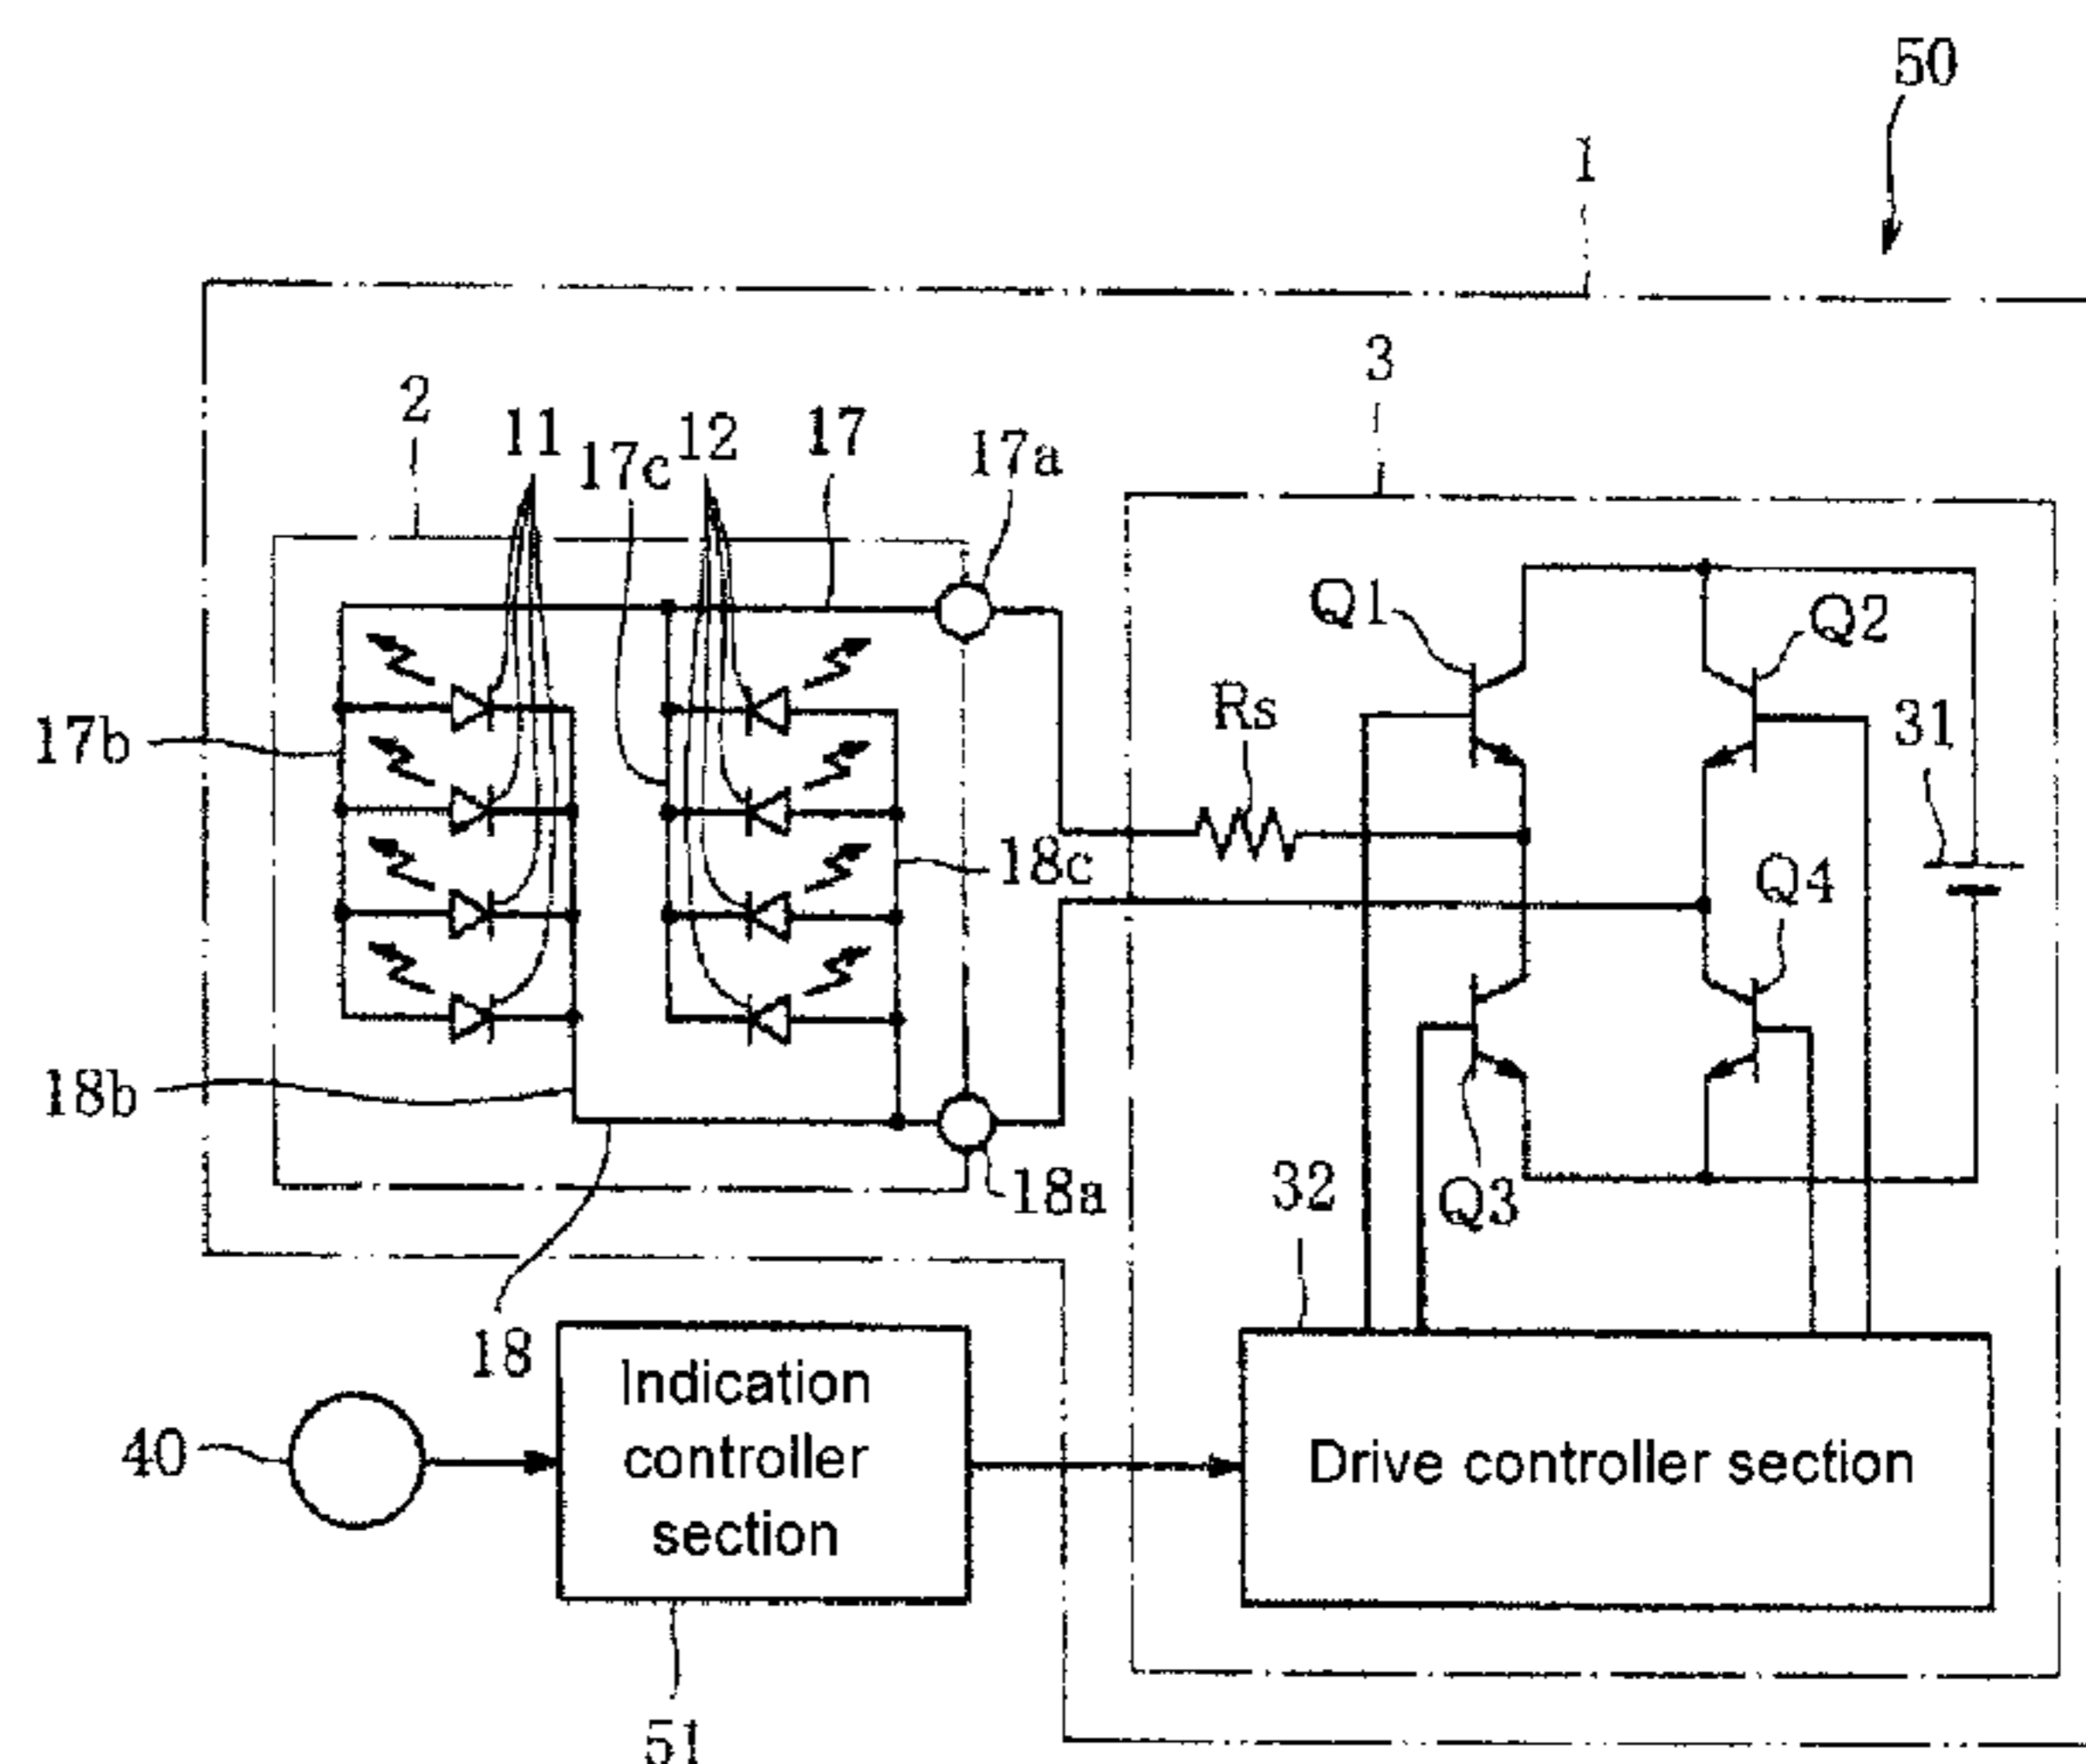 50
1
3
2
11
17c
12
17
17a
Q1
Q2
Rs
31
17b
18c
Q4
18b
18a
32
Q3
18
Indication
controller
section
40
Drive controller section
51